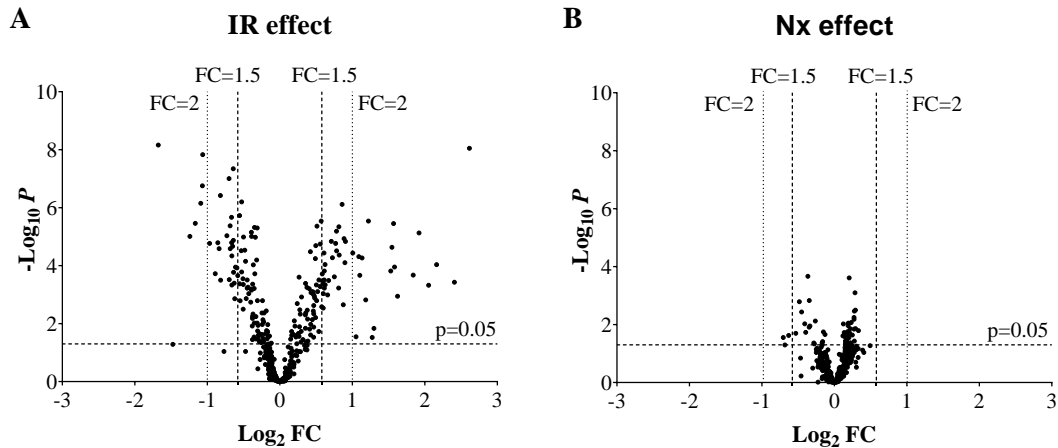 A
IR effect
FC=1.5
FC=1.5
FC=2
FC=2
10
8
6
4
2
0
-Log10 P
p=0.05
-3
-2
-1
0
1
2
3
Log2 FC
B
Nx effect
FC=1.5
FC=1.5
FC=2
FC=2
10
8
6
4
2
0
-Log10 P
p=0.05
-3
-2
-1
0
1
2
3
Log2 FC